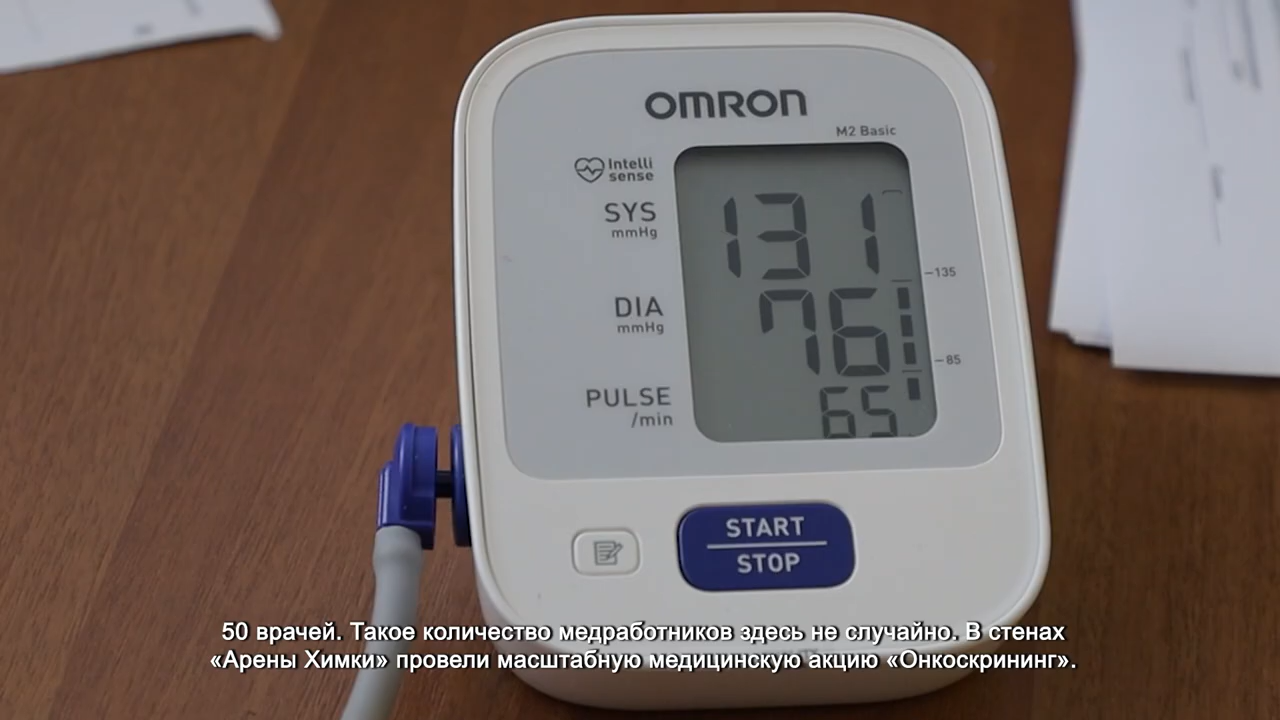 OMRON
M2 Basic
Intelli
sense
SYS
mmHg
131
-135
DIA
mmHg
76
-85
PULSE
/min
65
START
STOP
50 врачей. Такое количество медработников здесь не случайно. В стенах
«Арены Химки» провели масштабную медицинскую акцию «Онкоскрининг».